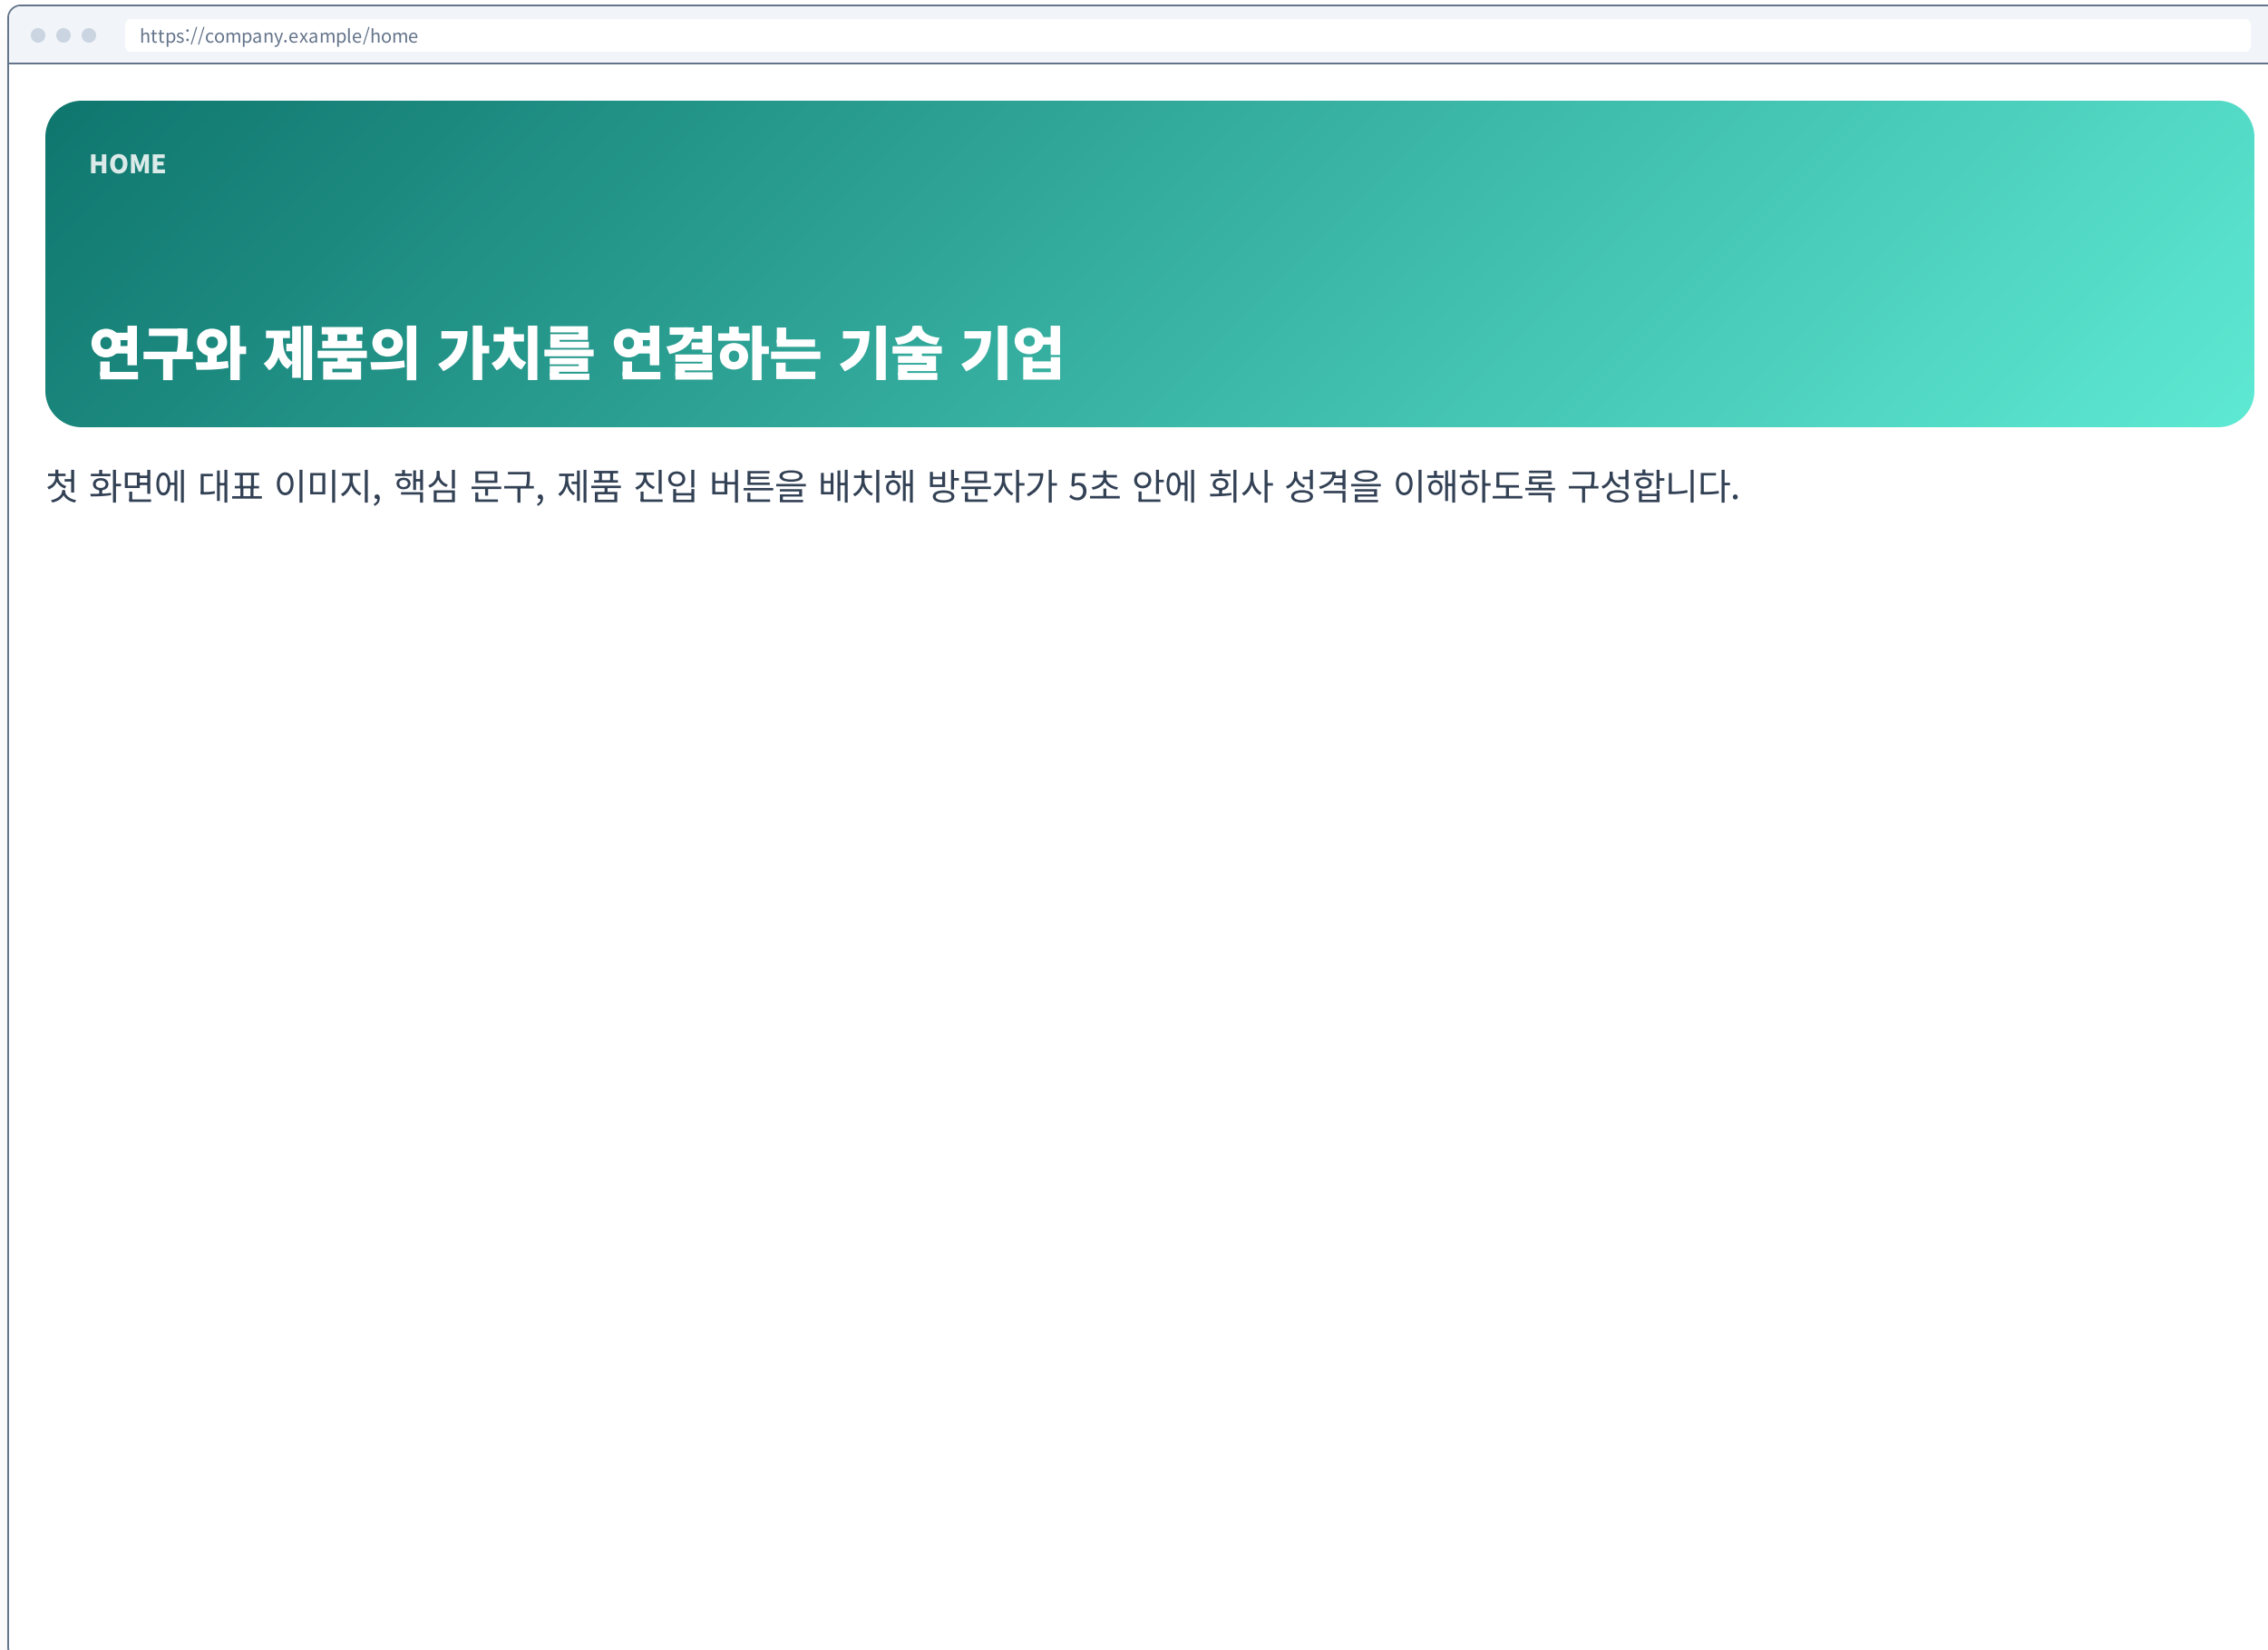 https://company.example/home
HOME
연구와 제품의 가치를 연결하는 기술 기업
첫 화면에 대표 이미지, 핵심 문구, 제품 진입 버튼을 배치해 방문자가 5초 안에 회사 성격을 이해하도록 구성합니다.